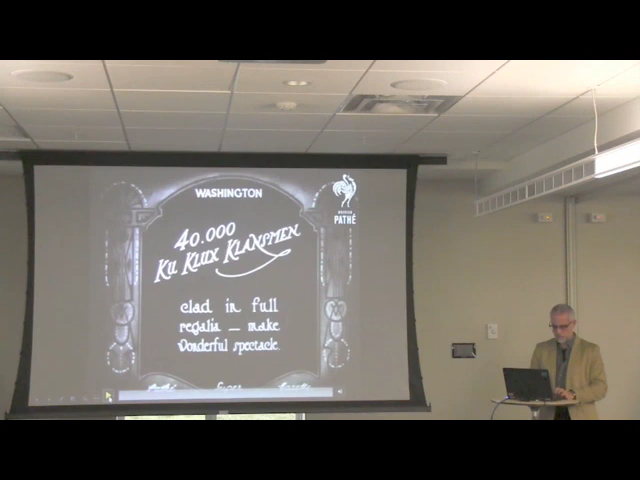 WASHINGTON
BRITISH
PATHÉ
40.000
KU KLUX KLANSMEN
clad in full
regalia — make
Wonderful spectacle.